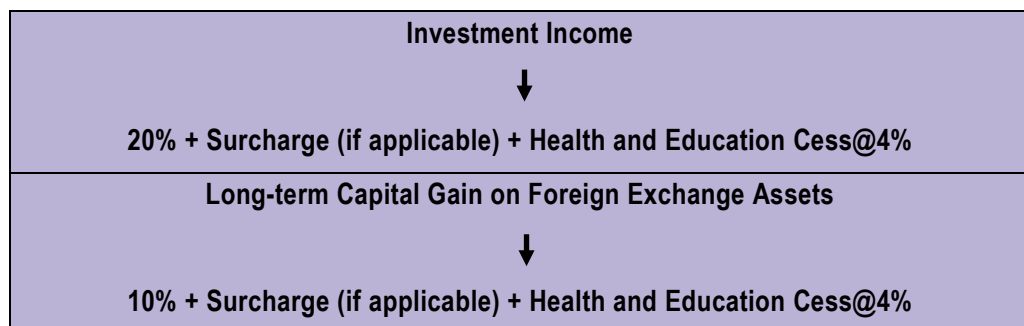 Investment Income
20% + Surcharge (if applicable) + Health and Education Cess@4%
Long-term Capital Gain on Foreign Exchange Assets
10% + Surcharge (if applicable) + Health and Education Cess@4%